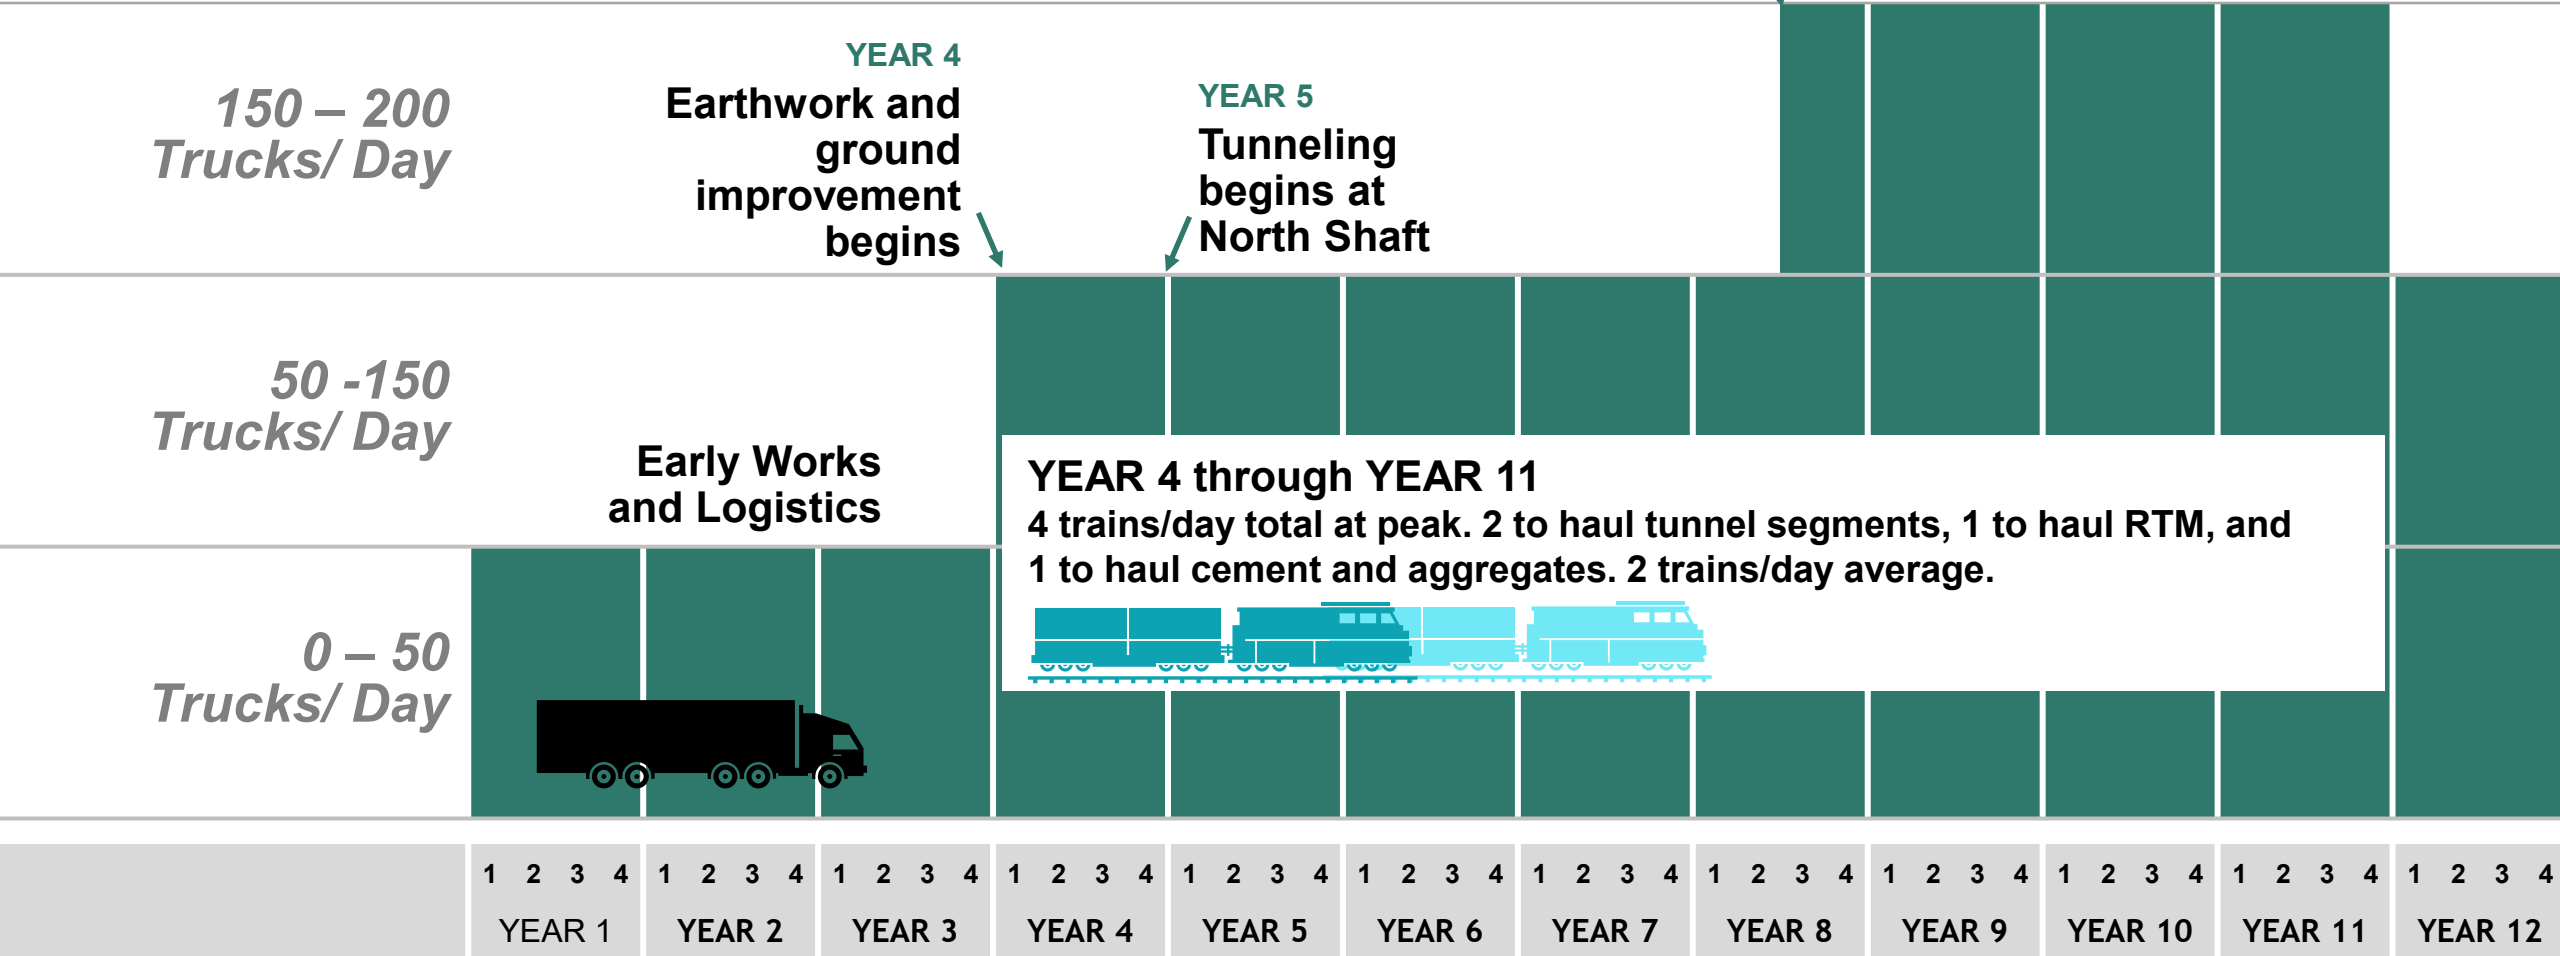 150 – 200
Trucks/ Day
YEAR 4
Earthwork and
ground
improvement
begins
YEAR 5
Tunneling
begins at
North Shaft
50 -150
Trucks/ Day
Early Works
and Logistics
YEAR 4 through YEAR 11
4 trains/day total at peak. 2 to haul tunnel segments, 1 to haul RTM, and
1 to haul cement and aggregates. 2 trains/day average.
0 – 50
Trucks/ Day
1 2 3 4 1 2 3 4 1 2 3 4 1 2 3 4 1 2 3 4 1 2 3 4 1 2 3 4 1 2 3 4 1 2 3 4 1 2 3 4 1 2 3 4 1 2 3 4
YEAR 1 YEAR 2 YEAR 3 YEAR 4 YEAR 5 YEAR 6 YEAR 7 YEAR 8 YEAR 9 YEAR 10 YEAR 11 YEAR 12